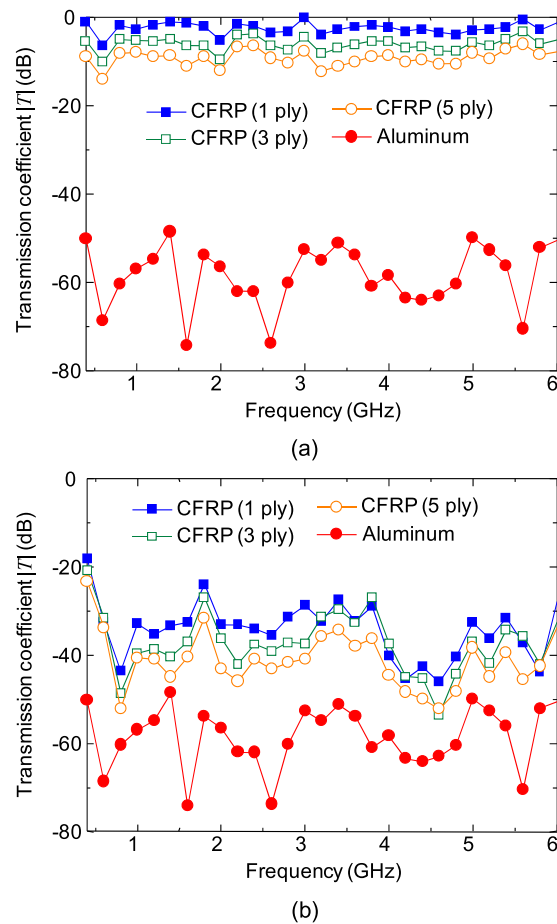 0
-20
-40
-60
-80
Transmission coefficient |T| (dB)
CFRP (1 ply)
CFRP (5 ply)
CFRP (3 ply)
Aluminum
1 2 3 4 5 6
Frequency (GHz)
(a)
0
-20
-40
-60
-80
Transmission coefficient |T| (dB)
CFRP (1 ply)
CFRP (5 ply)
CFRP (3 ply)
Aluminum
1 2 3 4 5 6
Frequency (GHz)
(b)